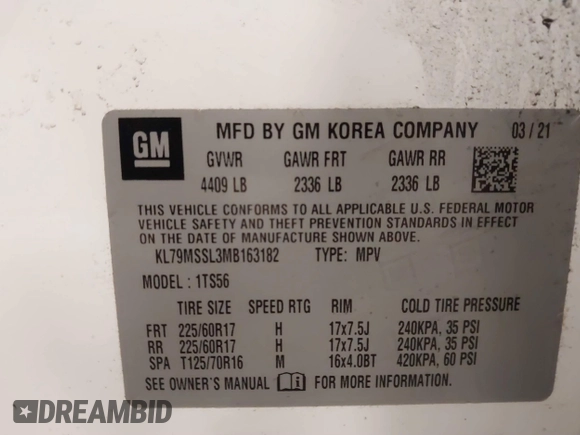 GM MFD BY GM KOREA COMPANY 03/21
GVWR GAWR FRT GAWR RR
4409 LB 2336 LB 2336 LB
THIS VEHICLE CONFORMS TO ALL APPLICABLE U.S. FEDERAL MOTOR
VEHICLE SAFETY AND THEFT PREVENTION STANDARDS IN EFFECT
ON THE DATE OF MANUFACTURE SHOWN ABOVE.
KL79MSSL3MB163182 TYPE: MPV
MODEL : 1TS56
TIRE SIZE SPEED RTG RIM COLD TIRE PRESSURE
FRT 225/60R17 H 17x7.5J 240KPA, 35 PSI
RR 225/60R17 H 17x7.5J 240KPA, 35 PSI
SPA T125/70R16 M 16x4.0BT 420KPA, 60 PSI
SEE OWNER'S MANUAL i FOR MORE INFORMATION
DREAMBID